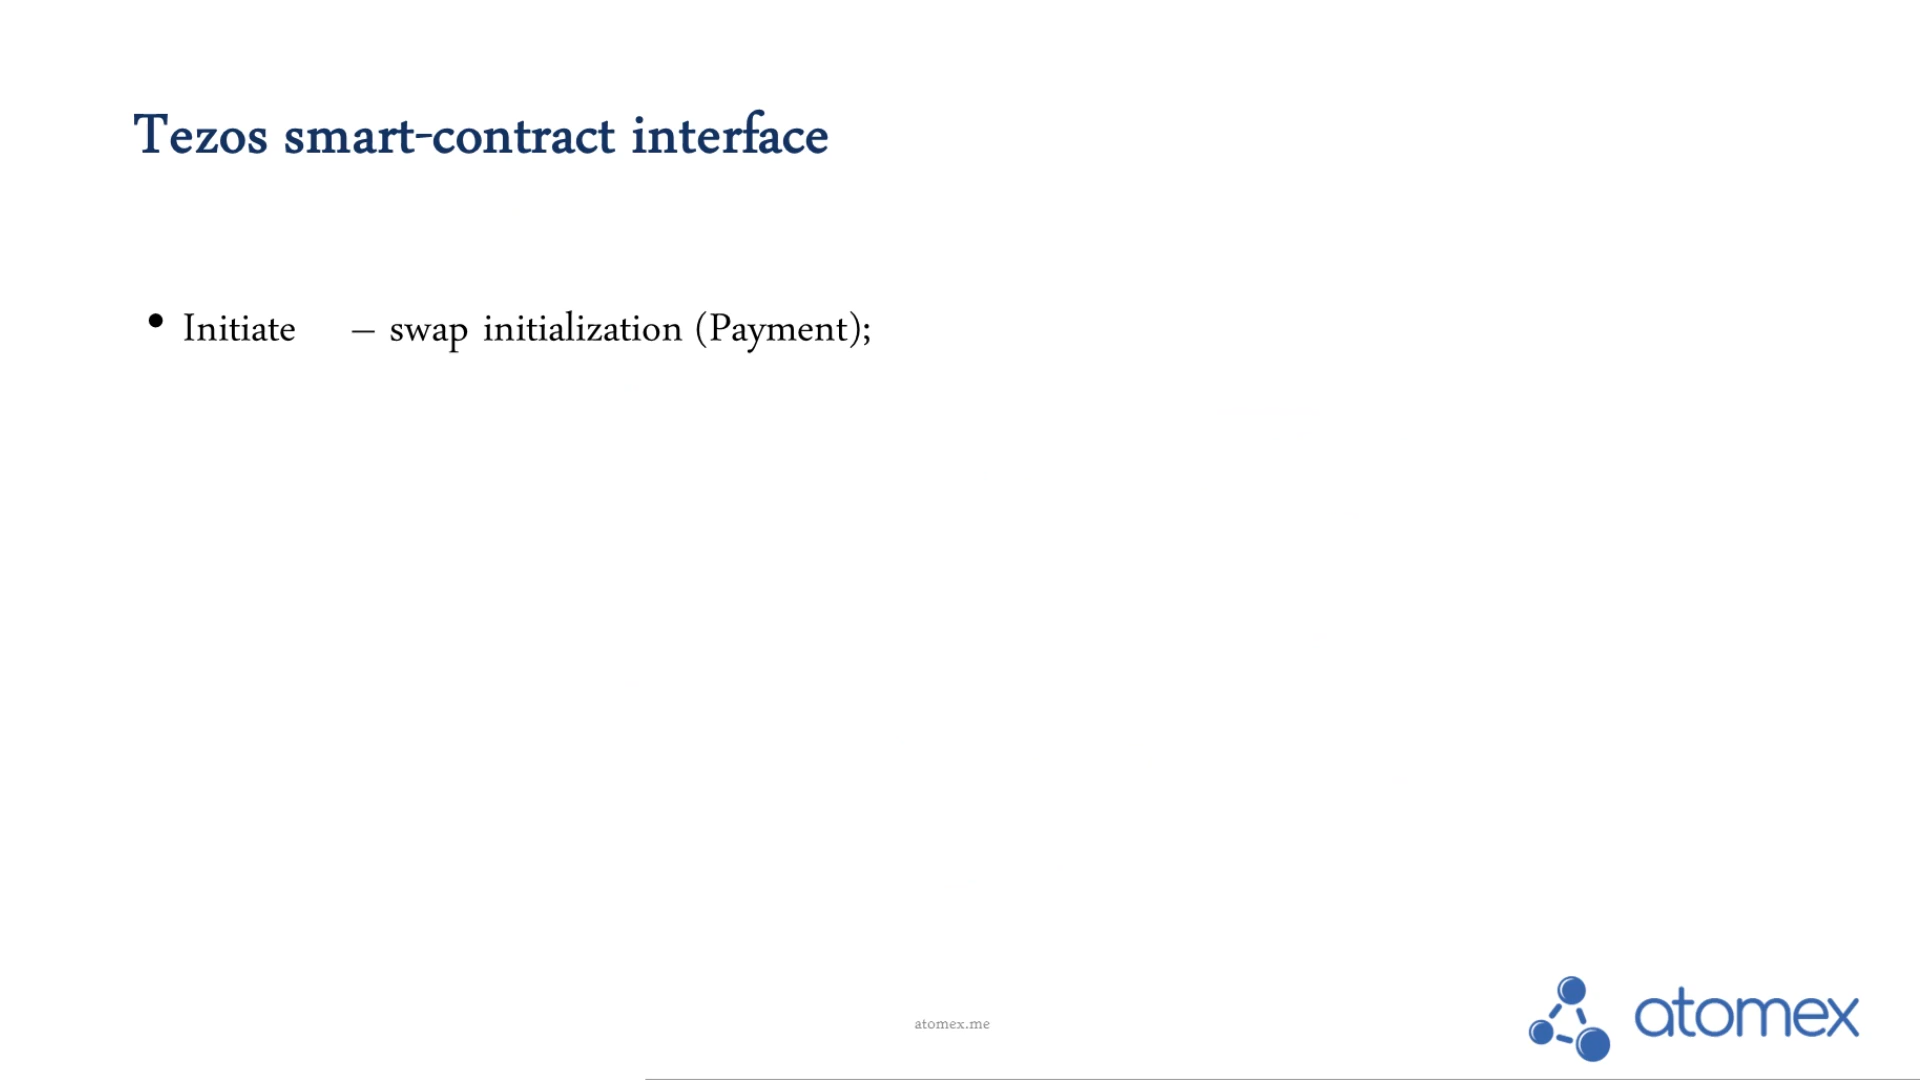 Tezos smart-contract interface
• Initiate – swap initialization (Payment);
atomex.me
atomex